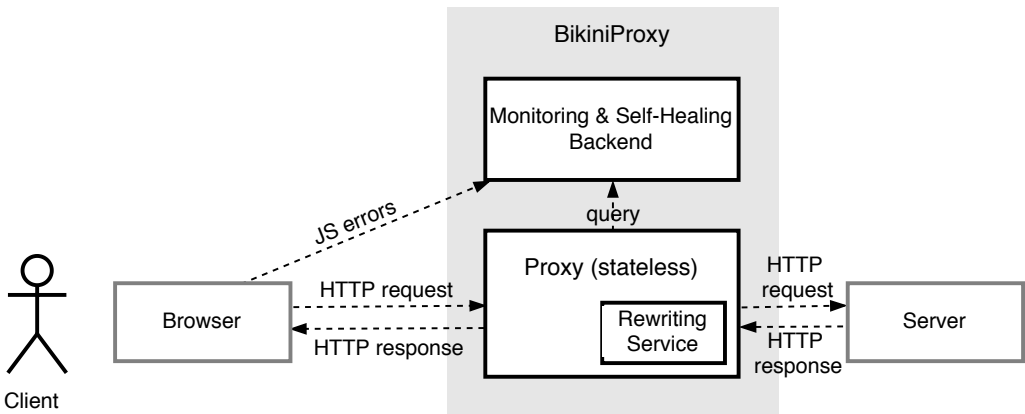 BikiniProxy
Monitoring & Self-Healing
Backend
JS errors
query
Proxy (stateless)
HTTP
request
HTTP request
Browser
Rewriting
Service
Server
HTTP response
HTTP
response
Client